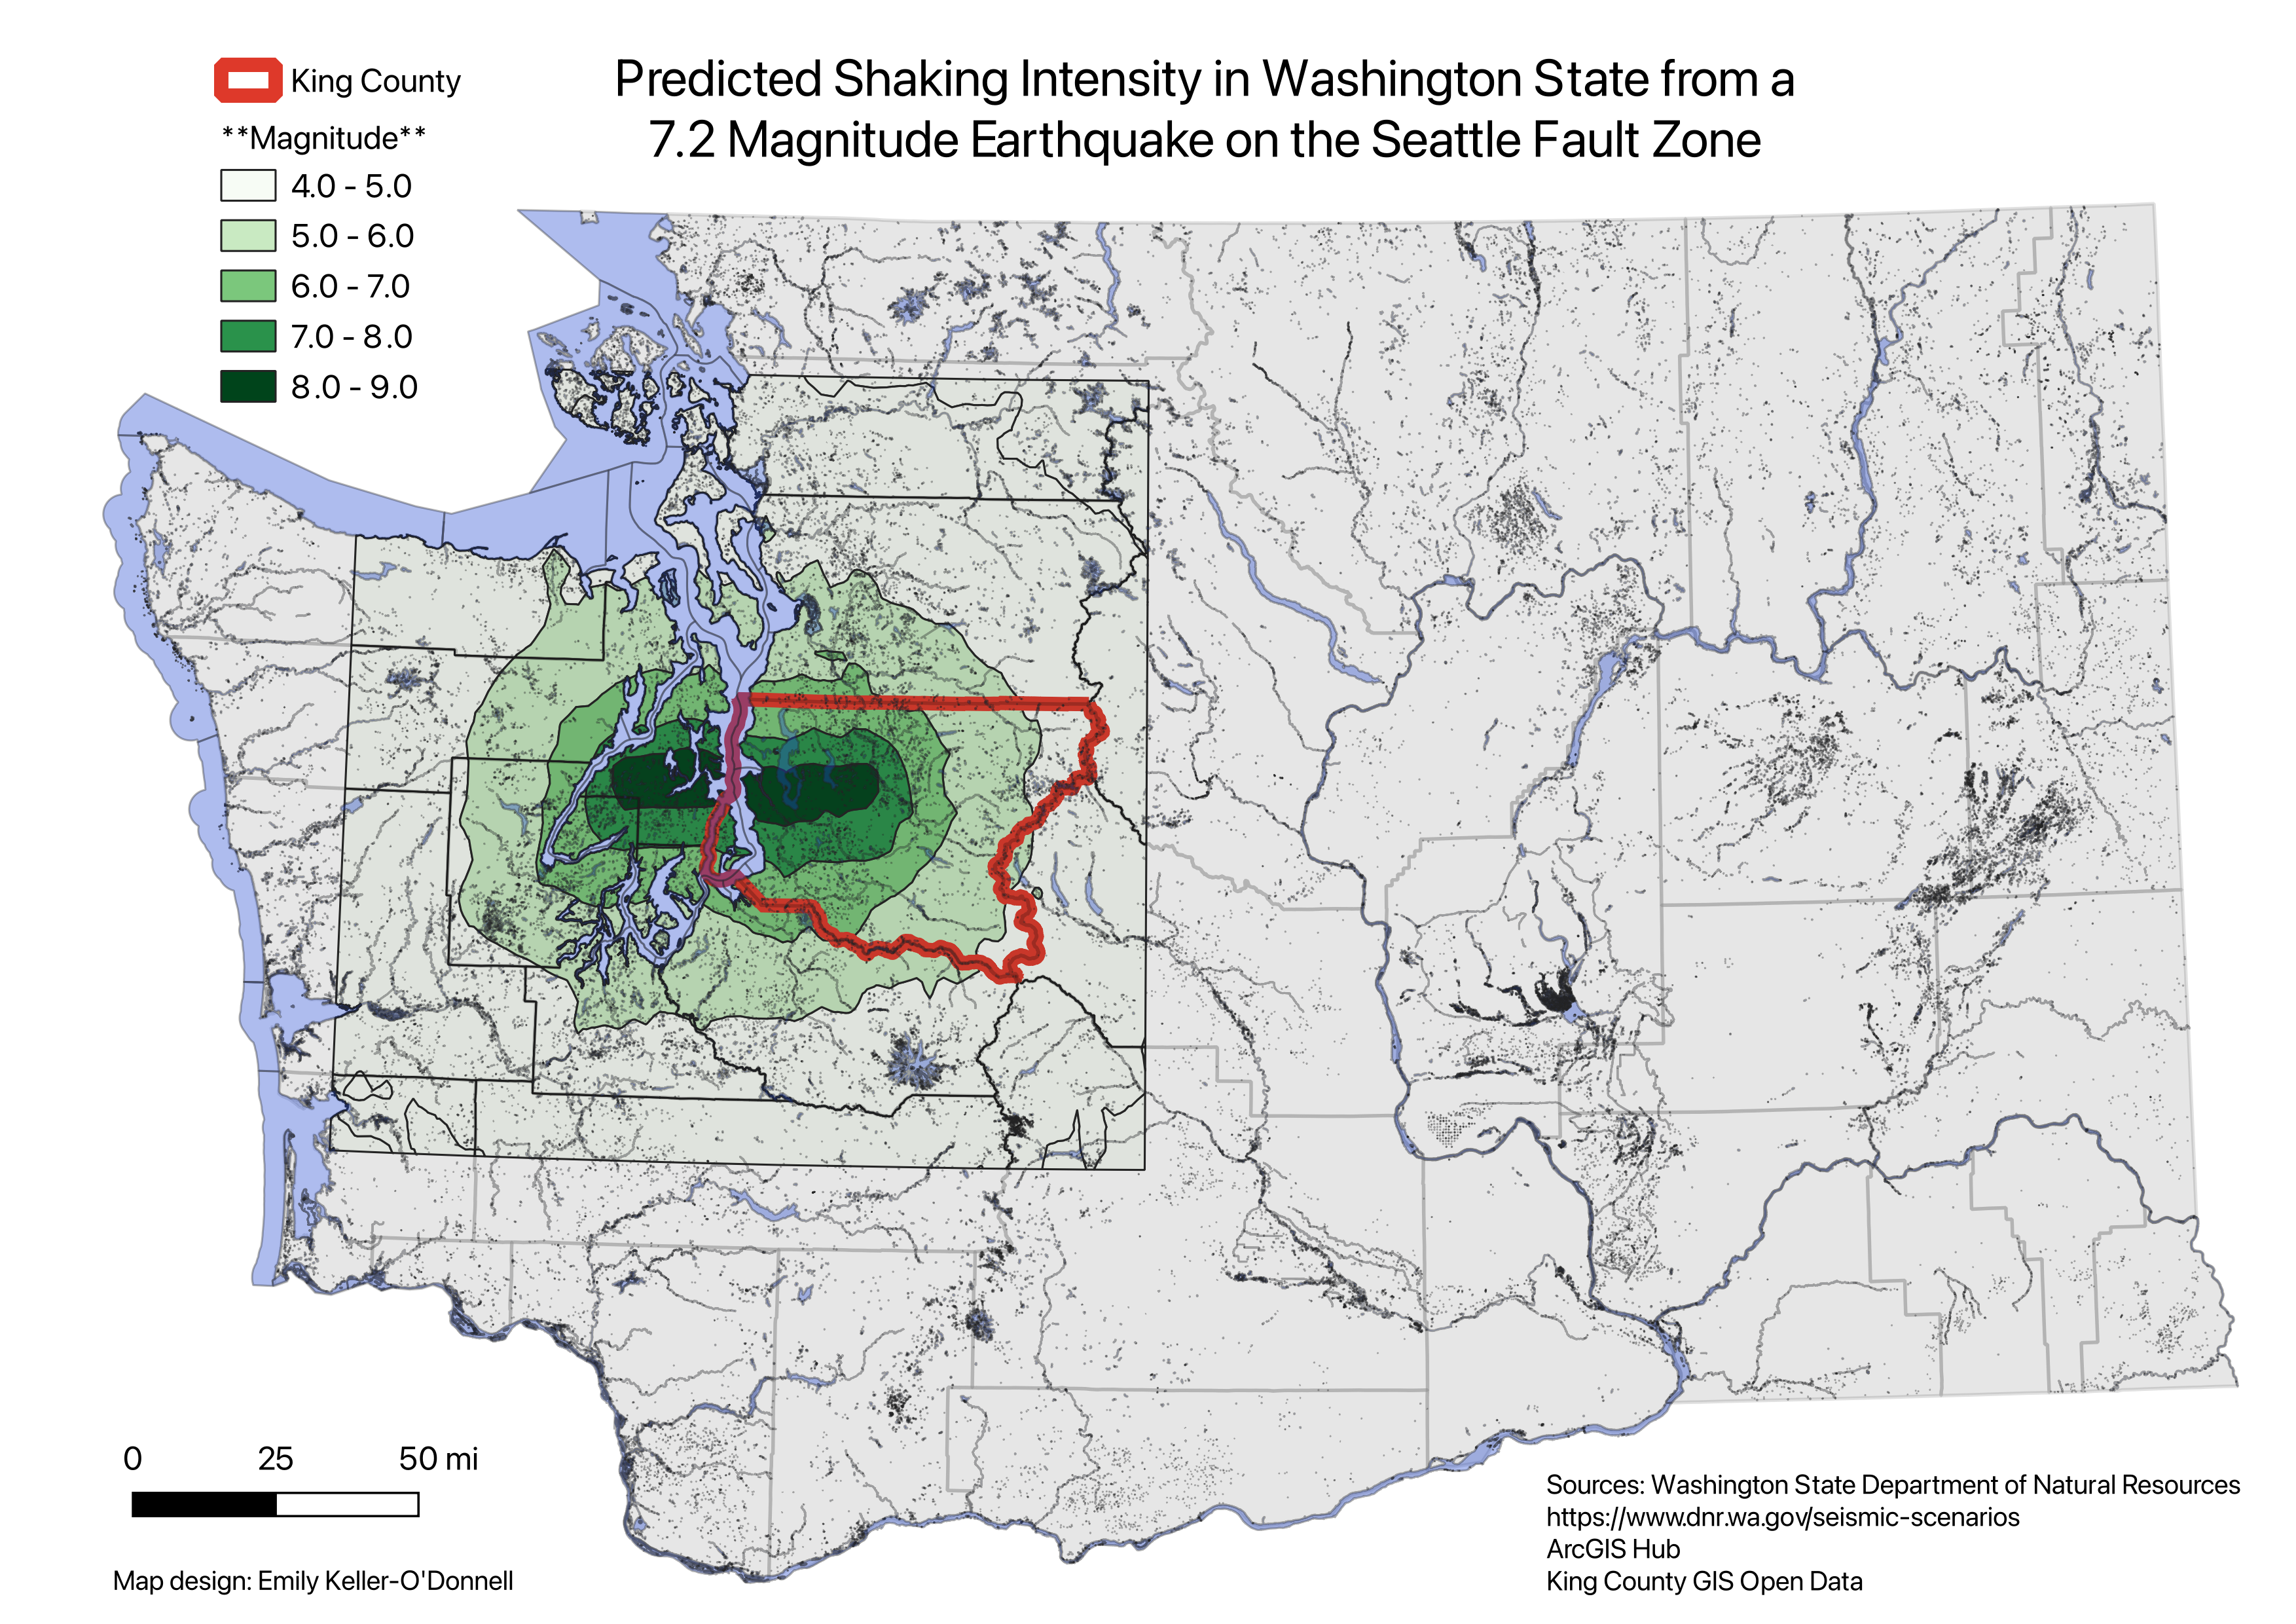 Predicted Shaking Intensity in Washington State from a
7.2 Magnitude Earthquake on the Seattle Fault Zone
King County
**Magnitude**
4.0 - 5.0
5.0 - 6.0
6.0 - 7.0
7.0 - 8.0
8.0 - 9.0
0 25 50 mi
Map design: Emily Keller-O'Donnell
Sources: Washington State Department of Natural Resources
https://www.dnr.wa.gov/seismic-scenarios
ArcGIS Hub
King County GIS Open Data